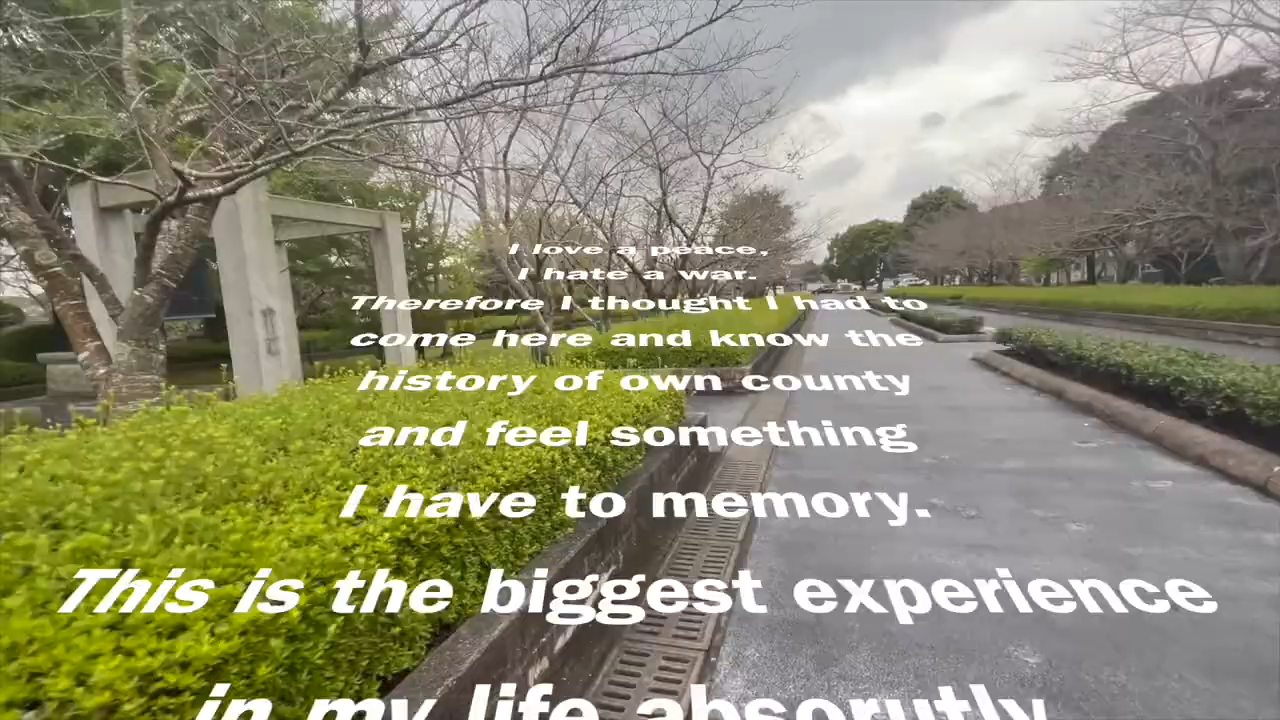 I love a peace,
I hate a war.
Therefore I thought I had to
come here and know the
history of own county
and feel something
I have to memory.
This is the biggest experience
in my life absorutly.